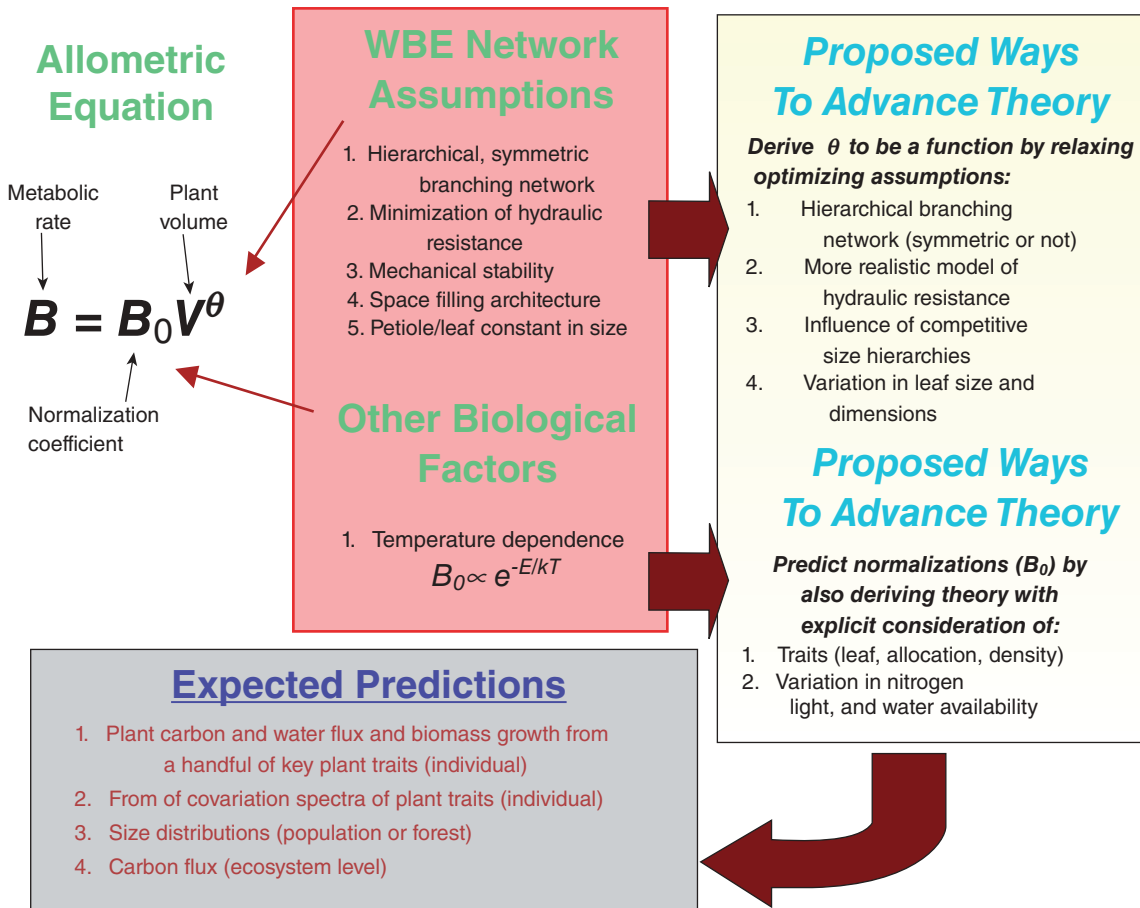 Allometric
Equation
Metabolic
rate
Plant
volume
B = B₀V^θ
Normalization
coefficient
WBE Network
Assumptions
1. Hierarchical, symmetric
branching network
2. Minimization of hydraulic
resistance
3. Mechanical stability
4. Space filling architecture
5. Petiole/leaf constant in size
Other Biological
Factors
1. Temperature dependence
B₀ ∝ e^-E/kT
Proposed Ways
To Advance Theory
Derive θ to be a function by relaxing
optimizing assumptions:
1. Hierarchical branching
network (symmetric or not)
2. More realistic model of
hydraulic resistance
3. Influence of competitive
size hierarchies
4. Variation in leaf size and
dimensions
Proposed Ways
To Advance Theory
Predict normalizations (B₀) by
also deriving theory with
explicit consideration of:
1. Traits (leaf, allocation, density)
2. Variation in nitrogen
light, and water availability
Expected Predictions
1. Plant carbon and water flux and biomass growth from
a handful of key plant traits (individual)
2. From of covariation spectra of plant traits (individual)
3. Size distributions (population or forest)
4. Carbon flux (ecosystem level)